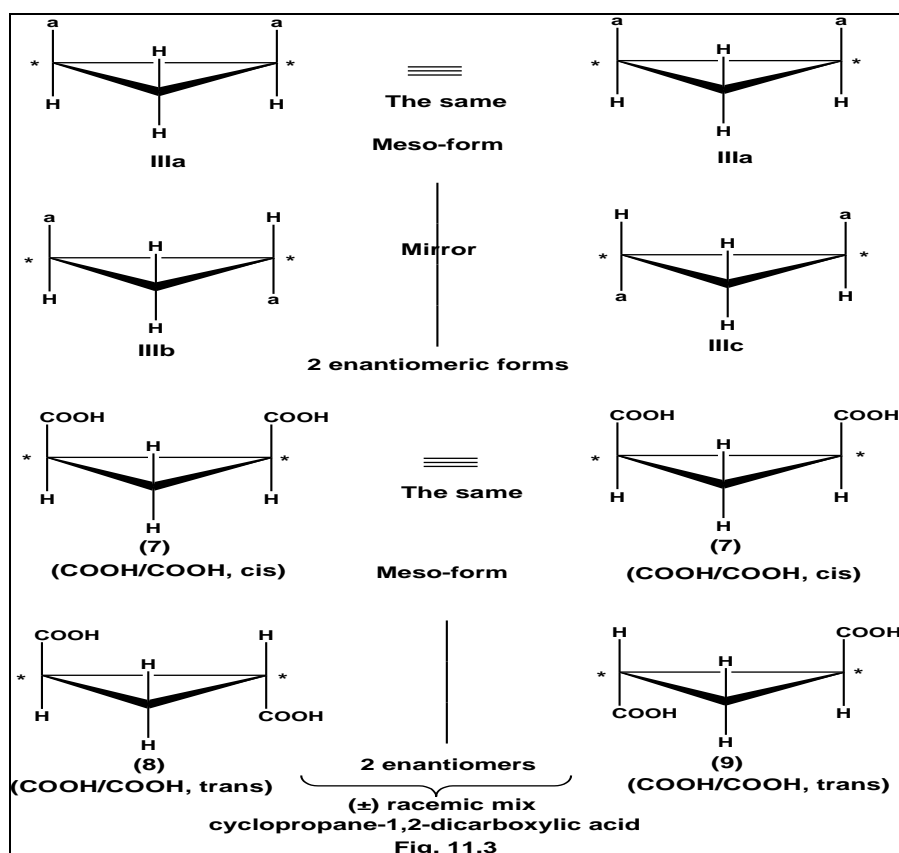 a a a a
* H * * H *
H H H H H H
The same
IIIa Meso-form IIIa
a H H a
* H * Mirror * H *
H H a a H H
IIIb IIIc
2 enantiomeric forms
COOH COOH COOH COOH
* H * * H *
H H H H
The same
H H
(7) (7)
(COOH/COOH, cis) Meso-form (COOH/COOH, cis)
COOH H H COOH
* H * * H *
H COOH COOH H
H H
(8) 2 enantiomers (9)
(COOH/COOH, trans) (COOH/COOH, trans)
(±) racemic mix
cyclopropane-1,2-dicarboxylic acid
Fig. 11.3